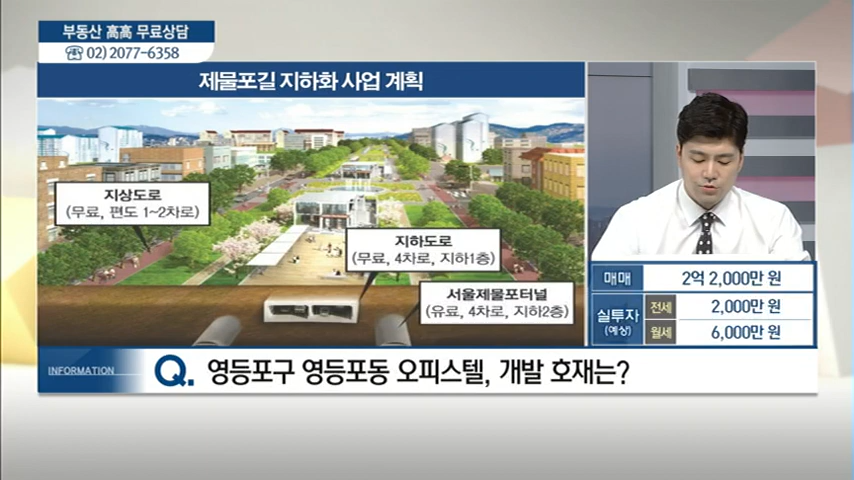 부동산 高高 무료상담
☎ 02) 2077-6358
제물포길 지하화 사업 계획
지상도로
(무료, 편도 1~2차로)
지하도로
(무료, 4차로, 지하1층)
서울제물포터널
(유료, 4차로, 지하2층)
매매 2억 2,000만 원
실투자
(예상)
전세 2,000만 원
월세 6,000만 원
INFORMATION
Q. 영등포구 영등포동 오피스텔, 개발 호재는?